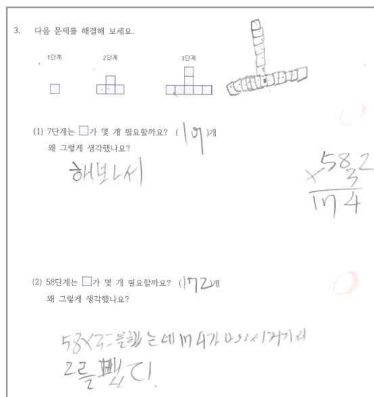 3. 다음 문제를 해결해 보세요.
1단계 2단계 3단계
(1) 7단계는 □가 몇 개 필요할까요? (19)개
왜 그렇게 생각했나요?
해보나서
58 2
× 3
174
(2) 58단계는 □가 몇 개 필요할까요? (172)개
왜 그렇게 생각했나요?
58×3=을했는데 174가 나와서 거기서
2를 뺐다.